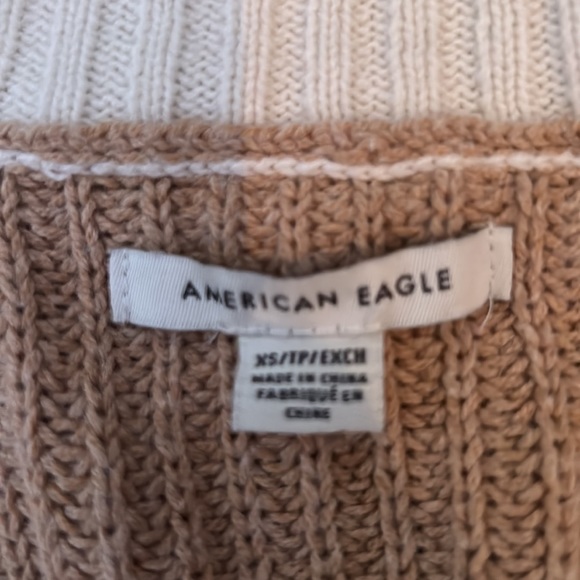 AMERICAN EAGLE
XS/TP/EXCH
MADE IN CHINA
FABRIQUÉ EN
CHINE